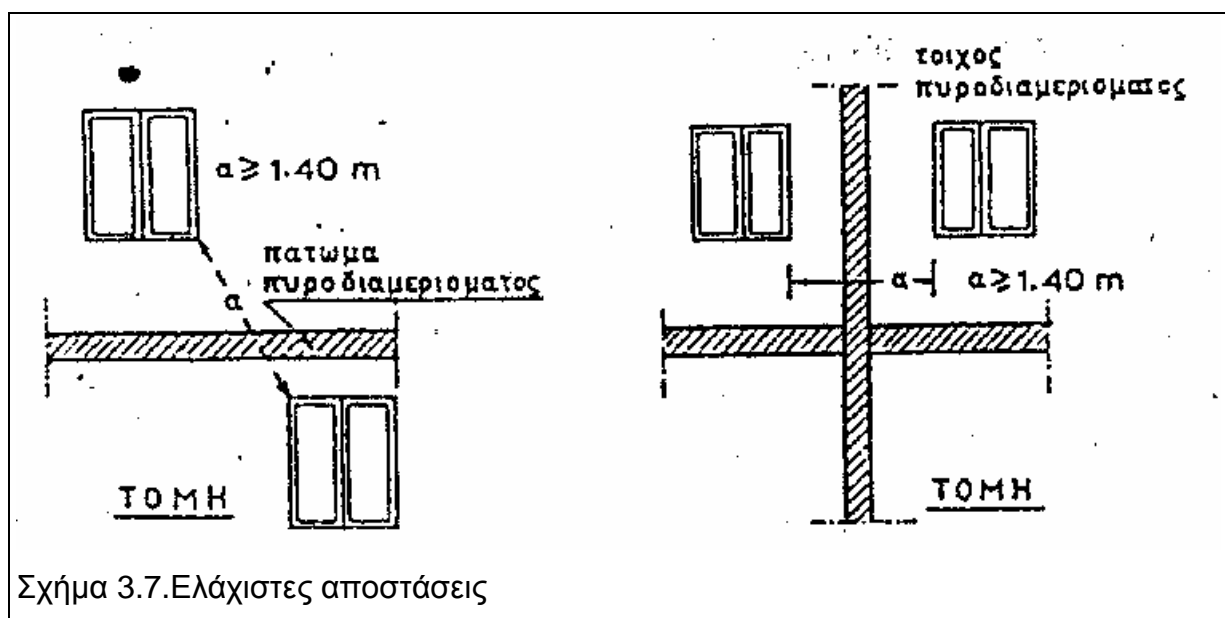 α ≥ 1.40 m
πατωμα
πυροδιαμερισματος
α
ΤΟΜΗ
τοιχος
πυροδιαμερισματος
α
α ≥ 1.40 m
ΤΟΜΗ
Σχήμα 3.7.Ελάχιστες αποστάσεις